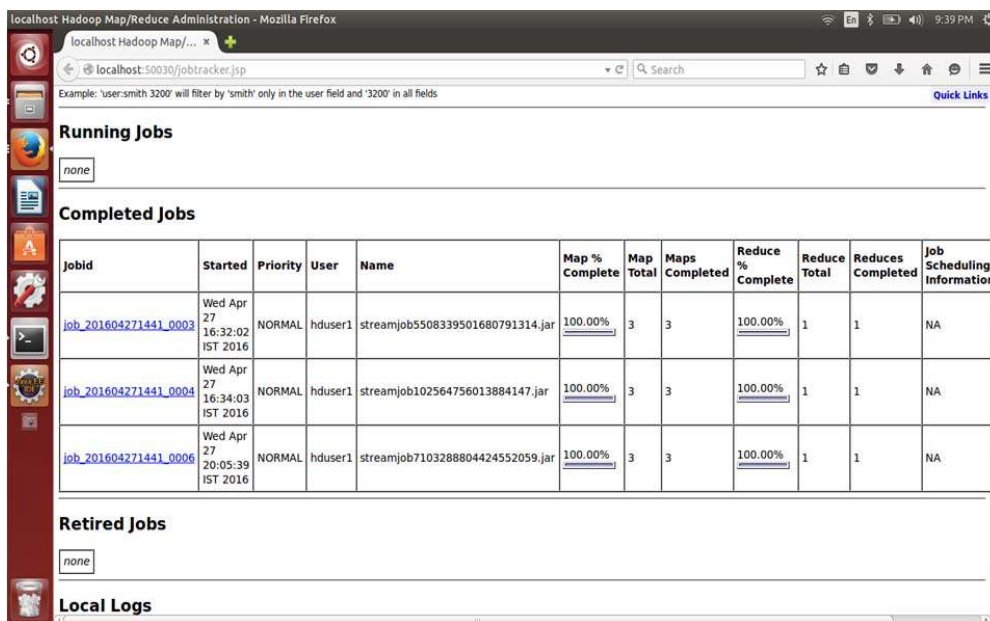 localhost Hadoop Map/Reduce Administration - Mozilla Firefox
En 9:39 PM
localhost Hadoop Map/... ×
localhost:50030/jobtracker.jsp
Search
Example: 'user:smith 3200' will filter by 'smith' only in the user field and '3200' in all fields
Quick Links
Running Jobs
none
Completed Jobs
Jobid Started Priority User Name Map % Complete Map Total Maps Completed Reduce % Complete Reduce Total Reduces Completed Job Scheduling Information
job_201604271441_0003 Wed Apr 27 16:32:02 IST 2016 NORMAL hduser1 streamjob5508339501680791314.jar 100.00% 3 3 100.00% 1 1 NA
job_201604271441_0004 Wed Apr 27 16:34:03 IST 2016 NORMAL hduser1 streamjob102564756013884147.jar 100.00% 3 3 100.00% 1 1 NA
job_201604271441_0006 Wed Apr 27 20:05:39 IST 2016 NORMAL hduser1 streamjob7103288804424552059.jar 100.00% 3 3 100.00% 1 1 NA
Retired Jobs
none
Local Logs